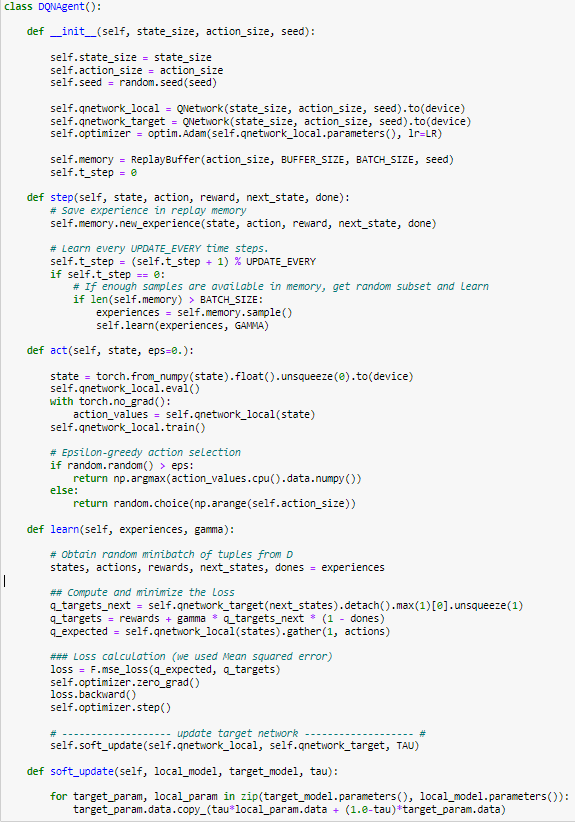 class DQNAgent():
    def __init__(self, state_size, action_size, seed):
        self.state_size = state_size
        self.action_size = action_size
        self.seed = random.seed(seed)
        self.qnetwork_local = QNetwork(state_size, action_size, seed).to(device)
        self.qnetwork_target = QNetwork(state_size, action_size, seed).to(device)
        self.optimizer = optim.Adam(self.qnetwork_local.parameters(), lr=LR)
        self.memory = ReplayBuffer(action_size, BUFFER_SIZE, BATCH_SIZE, seed)
        self.t_step = 0
    def step(self, state, action, reward, next_state, done):
        # Save experience in replay memory
        self.memory.new_experience(state, action, reward, next_state, done)
        # Learn every UPDATE_EVERY time steps.
        self.t_step = (self.t_step + 1) % UPDATE_EVERY
        if self.t_step == 0:
            # If enough samples are available in memory, get random subset and learn
            if len(self.memory) > BATCH_SIZE:
                experiences = self.memory.sample()
                self.learn(experiences, GAMMA)
    def act(self, state, eps=0.):
        state = torch.from_numpy(state).float().unsqueeze(0).to(device)
        self.qnetwork_local.eval()
        with torch.no_grad():
            action_values = self.qnetwork_local(state)
        self.qnetwork_local.train()
        # Epsilon-greedy action selection
        if random.random() > eps:
            return np.argmax(action_values.cpu().data.numpy())
        else:
            return random.choice(np.arange(self.action_size))
    def learn(self, experiences, gamma):
        # Obtain random minibatch of tuples from D
        states, actions, rewards, next_states, dones = experiences
        ## Compute and minimize the loss
        q_targets_next = self.qnetwork_target(next_states).detach().max(1)[0].unsqueeze(1)
        q_targets = rewards + gamma * q_targets_next * (1 - dones)
        q_expected = self.qnetwork_local(states).gather(1, actions)
        ### Loss calculation (we used Mean squared error)
        loss = F.mse_loss(q_expected, q_targets)
        self.optimizer.zero_grad()
        loss.backward()
        self.optimizer.step()
        # ------------------- update target network ------------------- #
        self.soft_update(self.qnetwork_local, self.qnetwork_target, TAU)
    def soft_update(self, local_model, target_model, tau):
        for target_param, local_param in zip(target_model.parameters(), local_model.parameters()):
            target_param.data.copy_(tau*local_param.data + (1.0-tau)*target_param.data)